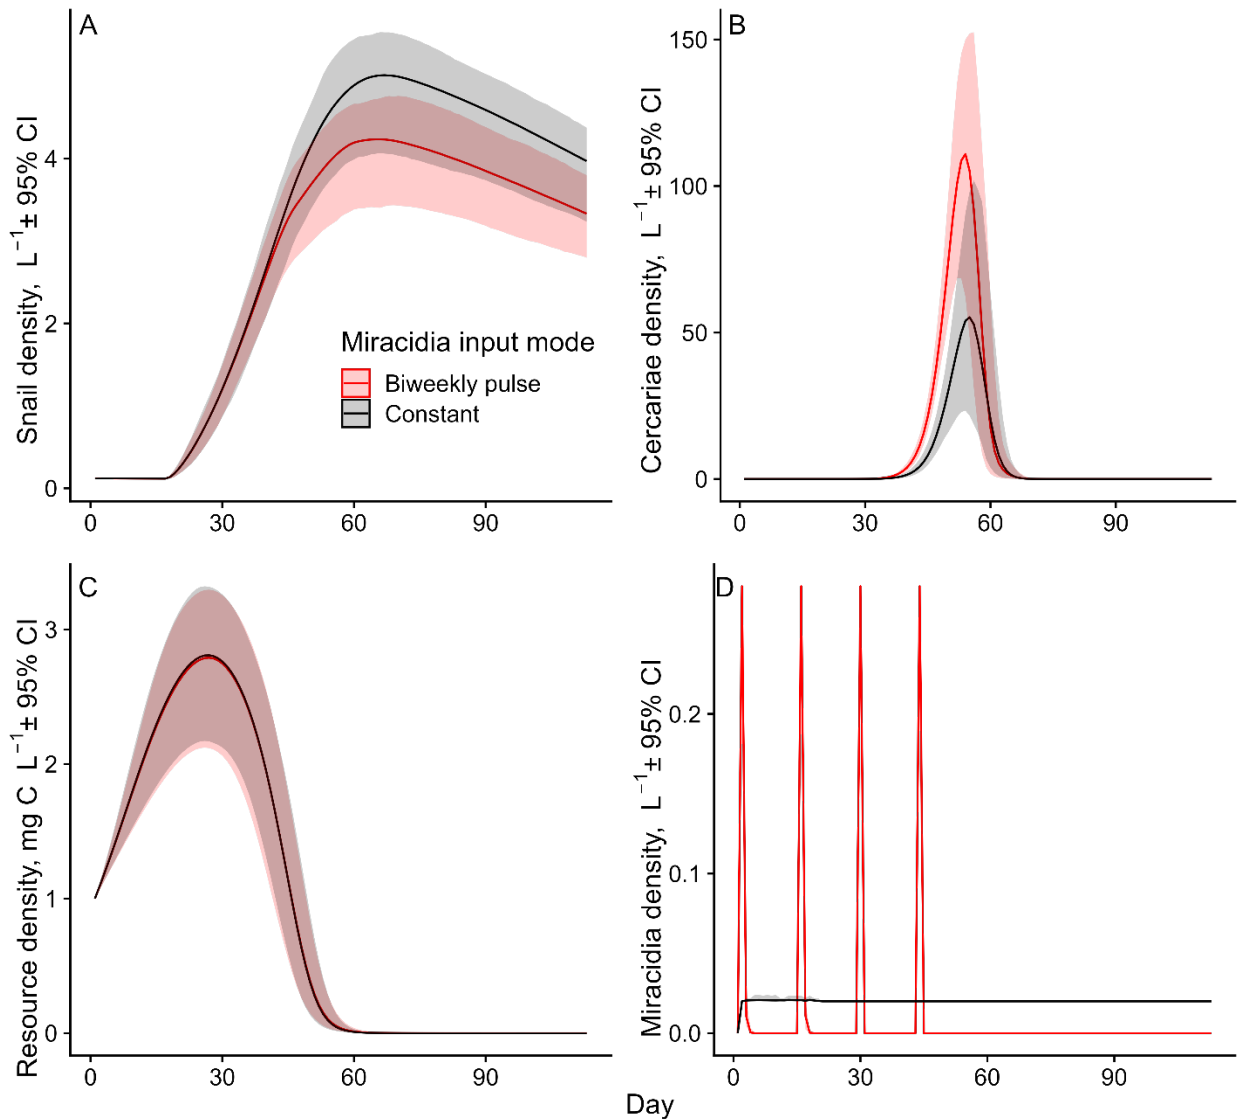 A
Snail density, L⁻¹± 95% CI
4
2
0
0
30
60
90
Miracidia input mode
Biweekly pulse
Constant
B
Cercariae density, L⁻¹± 95% CI
150
100
50
0
0
30
60
90
C
Resource density, mg C L⁻¹± 95% CI
3
2
1
0
0
30
60
90
D
Miracidia density, L⁻¹± 95% CI
0.2
0.1
0.0
0
30
60
90
Day